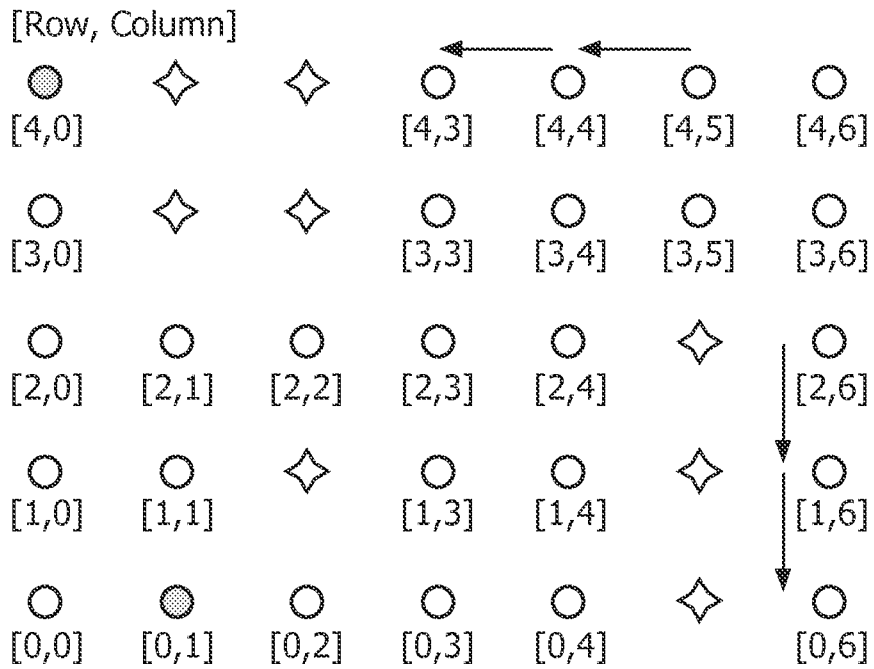 [Row, Column]
[4,0] [4,3] [4,4] [4,5] [4,6]
[3,0] [3,3] [3,4] [3,5] [3,6]
[2,0] [2,1] [2,2] [2,3] [2,4] [2,6]
[1,0] [1,1] [1,3] [1,4] [1,6]
[0,0] [0,1] [0,2] [0,3] [0,4] [0,6]